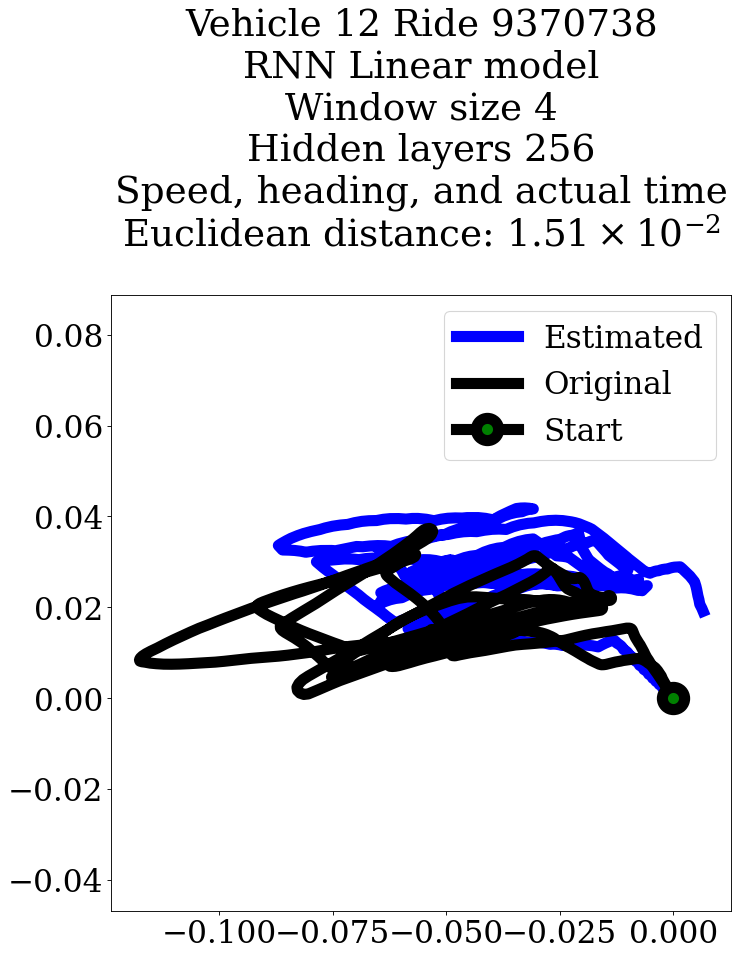 Vehicle 12 Ride 9370738
RNN Linear model
Window size 4
Hidden layers 256
Speed, heading, and actual time
Euclidean distance: 1.51 × 10⁻²
Estimated
Original
Start
0.08
0.06
0.04
0.02
0.00
−0.02
−0.04
−0.100 −0.075 −0.050 −0.025 0.000